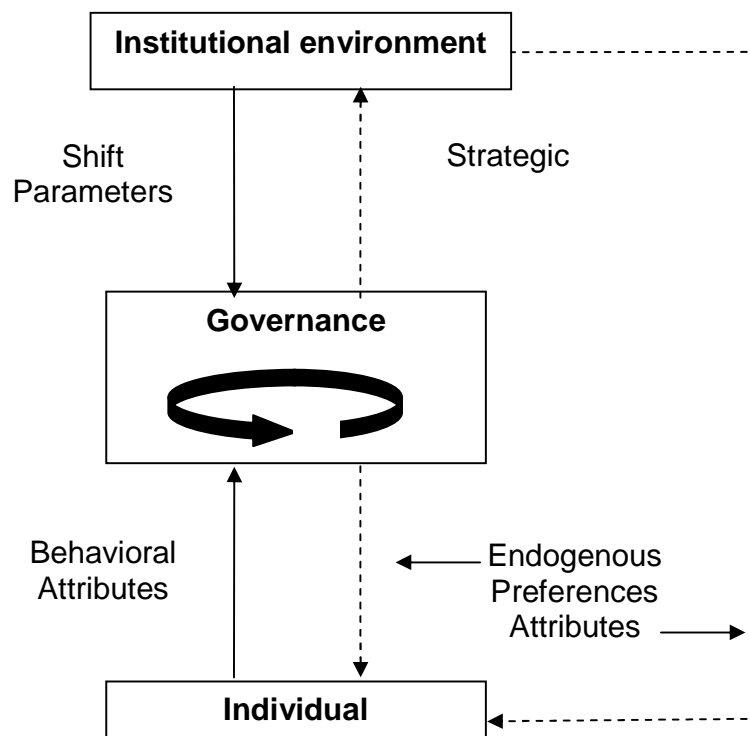 Institutional environment
Shift
Parameters
Strategic
Governance
Behavioral
Attributes
Endogenous
Preferences
Attributes
Individual